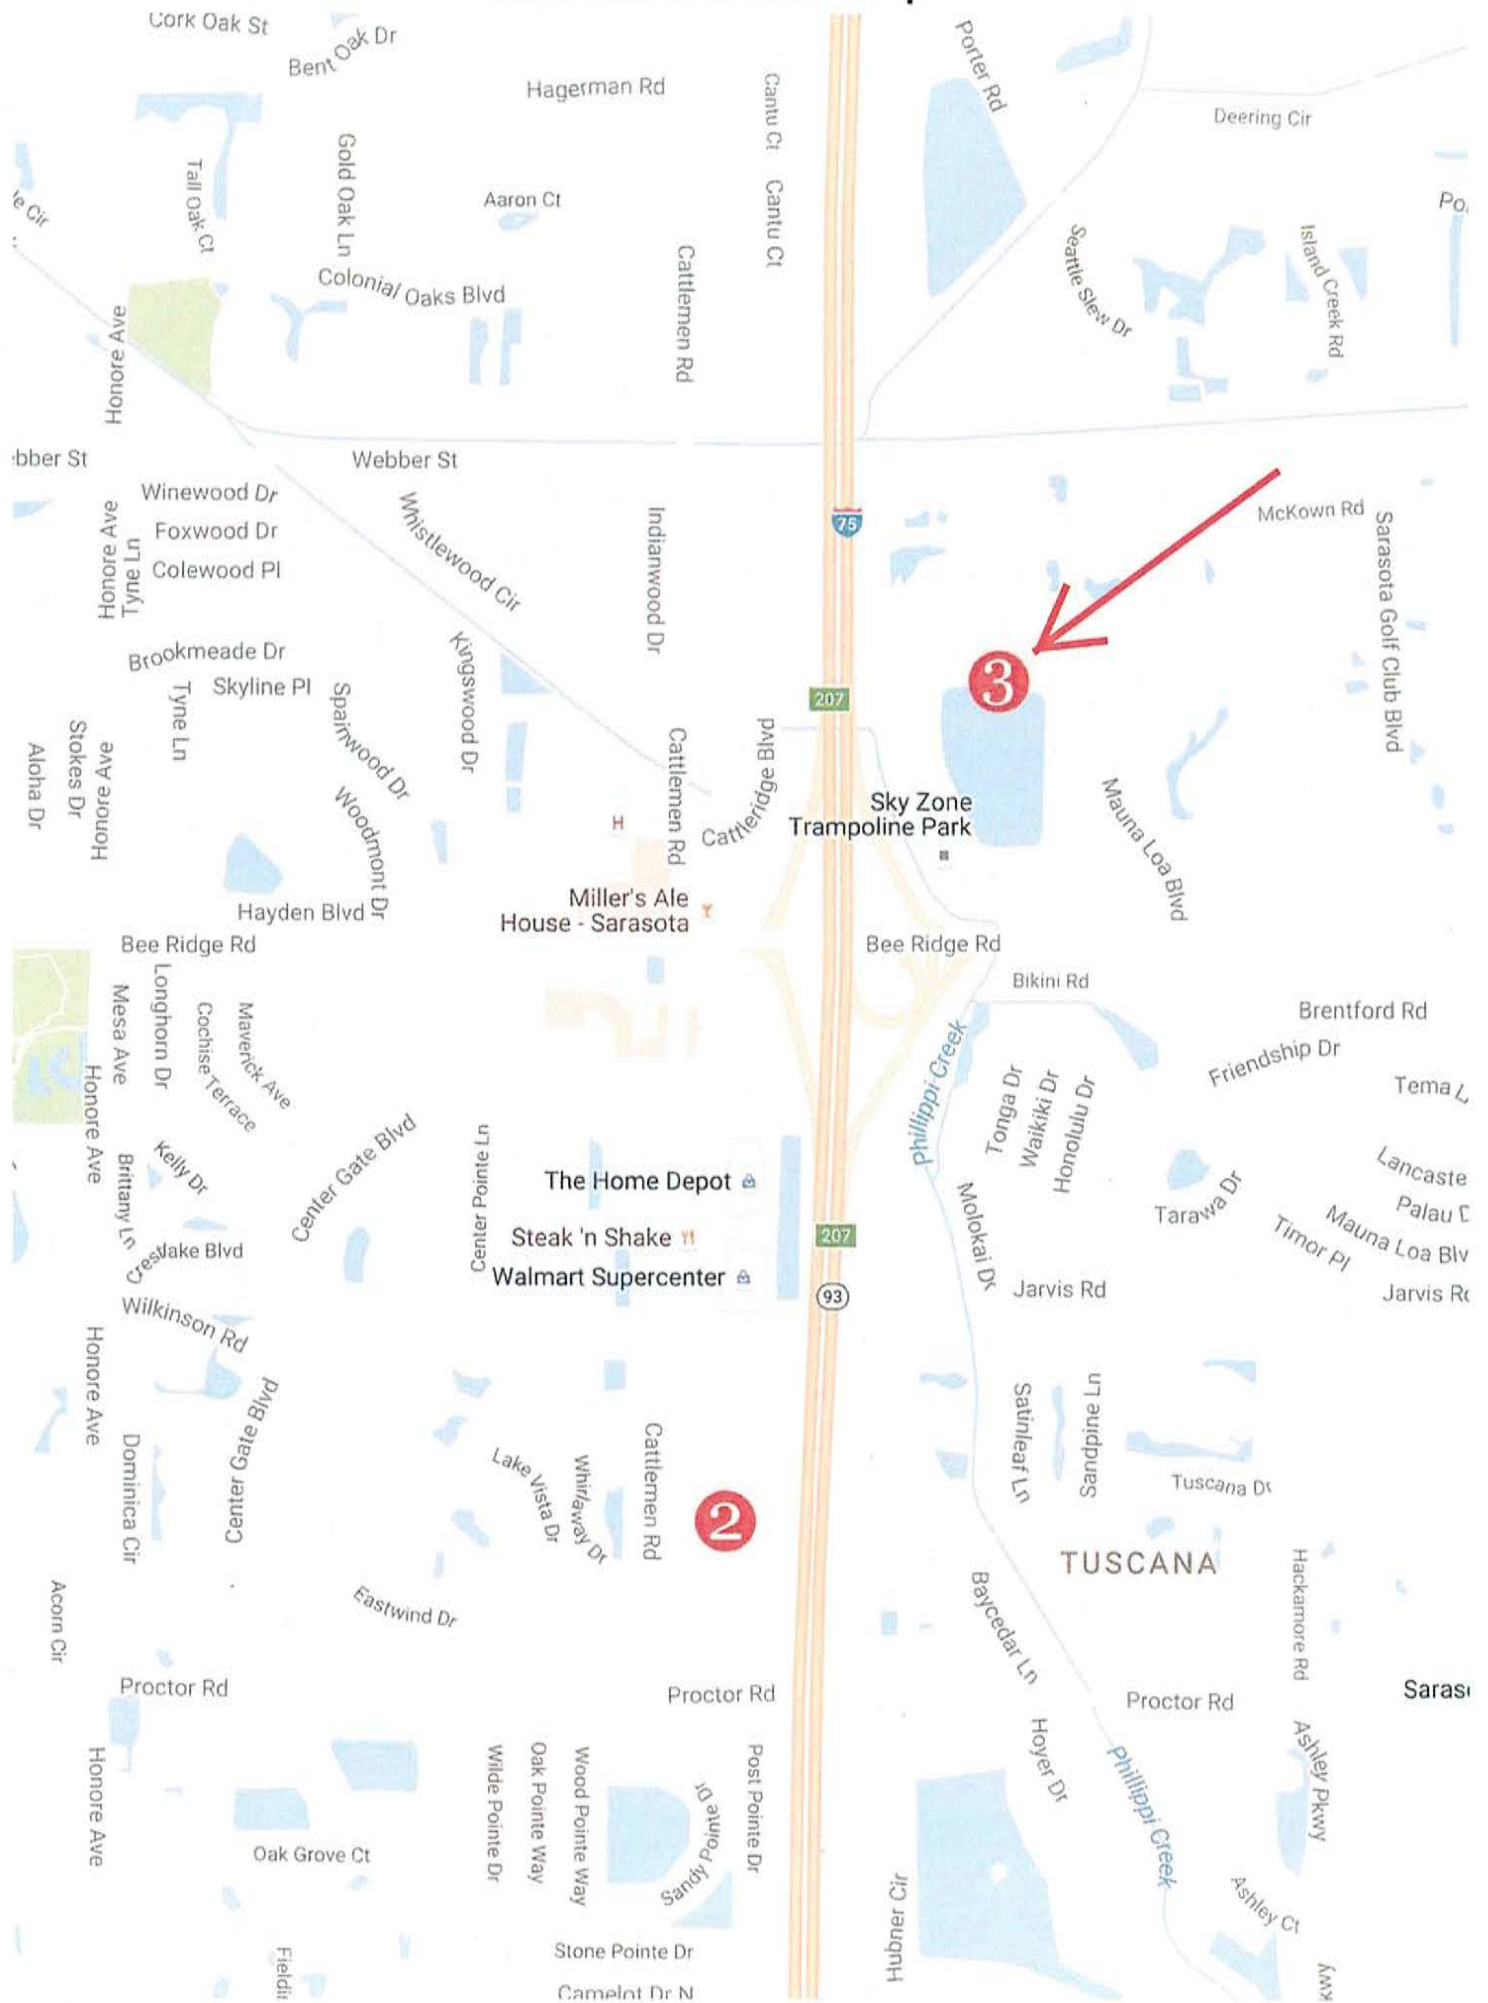 Cork Oak St
Bent Oak Dr
Hagerman Rd
Cantu Ct
Porter Rd
Deering Cir
Tall Oak Ct
Gold Oak Ln
Aaron Ct
Cantu Ct
Cir
Colonial Oaks Blvd
Cattlemen Rd
Seattle Slew Dr
Island Creek Rd
Honore Ave
bber St
Webber St
Winewood Dr
Foxwood Dr
Colewood Pl
Honore Ave
Tyne Ln
Whistlewood Cir
Indianwood Dr
75
McKown Rd
Sarasota Golf Club Blvd
Brookmeade Dr
Skyline Pl
Tyne Ln
Spainwood Dr
Kingswood Dr
207
3
Aloha Dr
Stokes Dr
Honore Ave
Woodmont Dr
H
Cattlemen Rd
Cattleridge Blvd
Sky Zone
Trampoline Park
Mauna Loa Blvd
Miller's Ale
House - Sarasota
Hayden Blvd
Bee Ridge Rd
Bee Ridge Rd
Bikini Rd
Mesa Ave
Longhorn Dr
Cochise Terrace
Maverick Ave
Brentford Rd
Friendship Dr
Phillippi Creek
Tonga Dr
Waikiki Dr
Honolulu Dr
Tema L
Honore Ave
Brittany Ln
Kelly Dr
Center Gate Blvd
Center Pointe Ln
The Home Depot
Steak 'n Shake
Walmart Supercenter
207
93
Crestlake Blvd
Molokai Dr
Tarawa Dr
Lancaste
Palau D
Mauna Loa Blv
Timor Pl
Jarvis Rd
Jarvis Rd
Wilkinson Rd
Honore Ave
Dominica Cir
Center Gate Blvd
Lake Vista Dr
Whirlaway Dr
Cattlemen Rd
2
Satinleaf Ln
Sandpine Ln
Tuscana Dr
TUSCANA
Acorn Cir
Eastwind Dr
Baycedar Ln
Hackamore Rd
Proctor Rd
Proctor Rd
Proctor Rd
Saras
Honore Ave
Wilde Pointe Dr
Oak Pointe Way
Wood Pointe Way
Sandy Pointe Dr
Post Pointe Dr
Hoyer Dr
Phillippi Creek
Ashley Pkwy
Oak Grove Ct
Hubner Cir
Ashley Ct
Fieldi
Stone Pointe Dr
Camelot Dr N
kwy